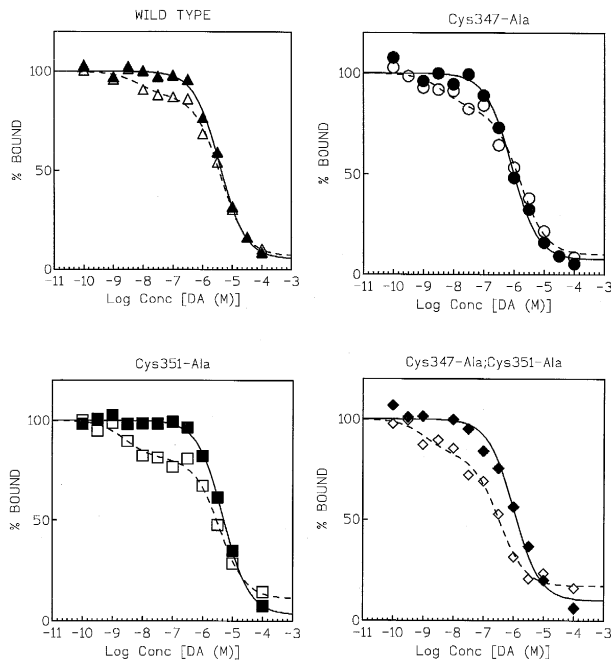 WILD TYPE
% BOUND
100
50
0
-11 -10 -9 -8 -7 -6 -5 -4 -3
Log Conc [DA (M)]
Cys347-Ala
% BOUND
100
50
0
-11 -10 -9 -8 -7 -6 -5 -4 -3
Log Conc [DA (M)]
Cys351-Ala
% BOUND
100
50
0
-11 -10 -9 -8 -7 -6 -5 -4 -3
Log Conc [DA (M)]
Cys347-Ala;Cys351-Ala
% BOUND
100
50
0
-11 -10 -9 -8 -7 -6 -5 -4 -3
Log Conc [DA (M)]